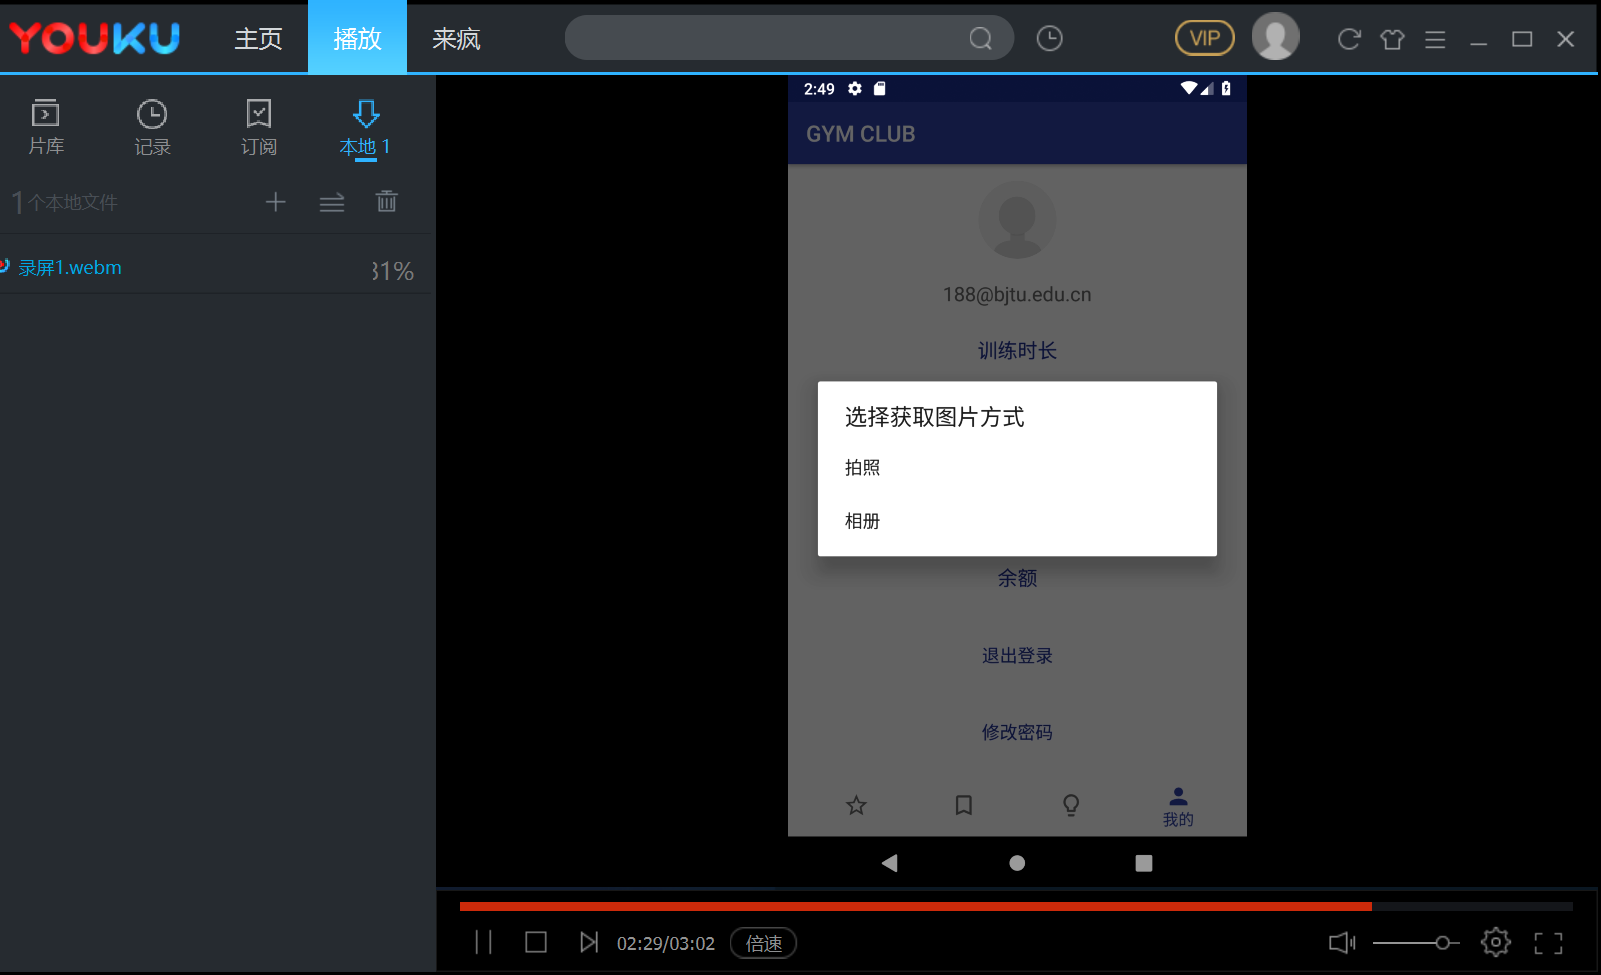 YOUKU 主页 播放 来疯 VIP
片库 记录 订阅 本地 1
1个本地文件
录屏1.webm 81%
2:49
GYM CLUB
188@bjtu.edu.cn
训练时长
选择获取图片方式
拍照
相册
余额
退出登录
修改密码
我的
02:29/03:02 倍速